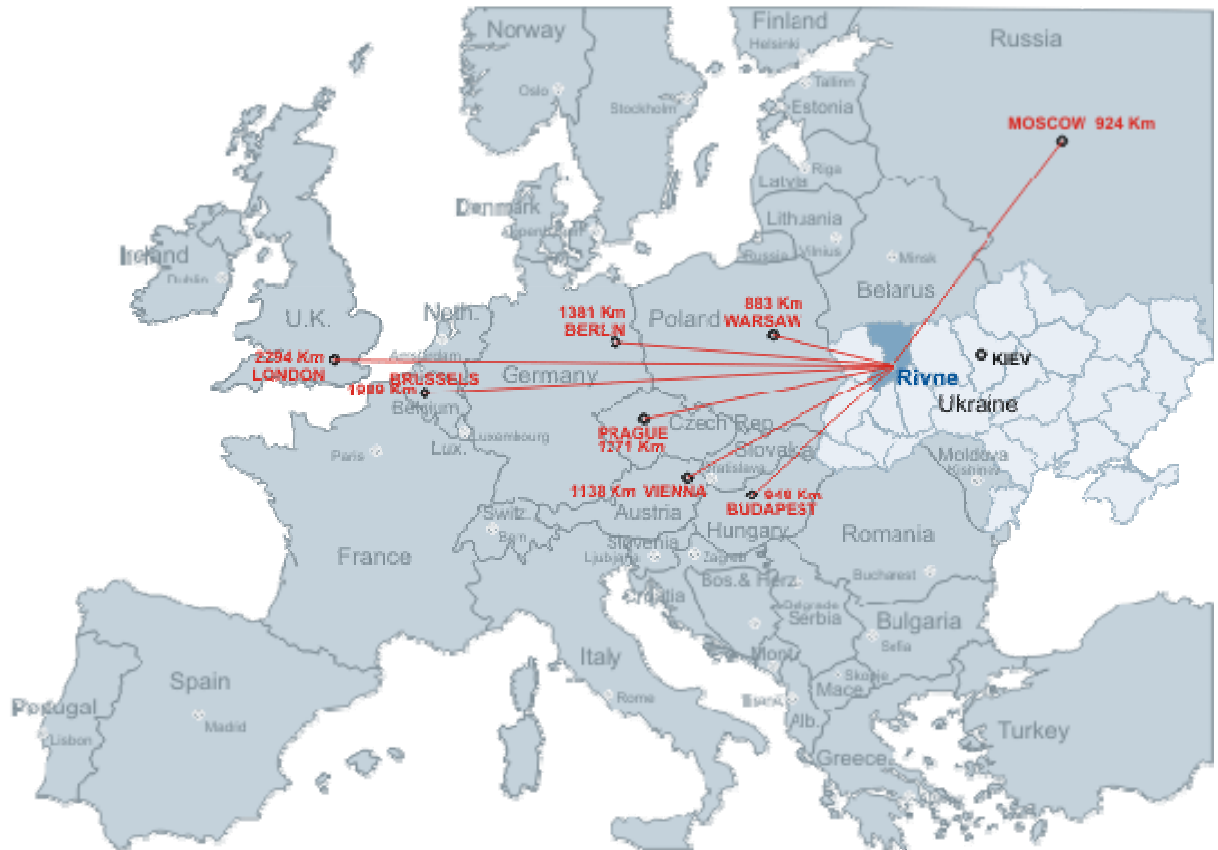 Norway
Finland
Helsinki
Russia
Oslo
Stockholm
Tallinn
Estonia
MOSCOW 924 Km
Riga
Latvia
Denmark
Lithuania
Vilnius
Russia
Ireland
Dublin
Minsk
Belarus
U.K.
Neth.
1381 Km
BERLIN
Poland
883 Km
WARSAW
2294 Km
LONDON
Amsterdam
BRUSSELS
Belgium
Germany
KIEV
Rivne
Ukraine
Lux.
Luxembourg
Paris
PRAGUE
Czech Rep.
Slovakia
Bratislava
Moldova
1138 Km VIENNA
BUDAPEST
Austria
Hungary
Switz.
Bern
France
Slovenia
Ljubljana
Zagreb
Romania
Bucharest
Bos.& Herz.
Croatia
Serbia
Bulgaria
Italy
Mont.
Skopje
Mace.
Spain
Madrid
Portugal
Lisbon
Rome
Alb.
Greece
Turkey